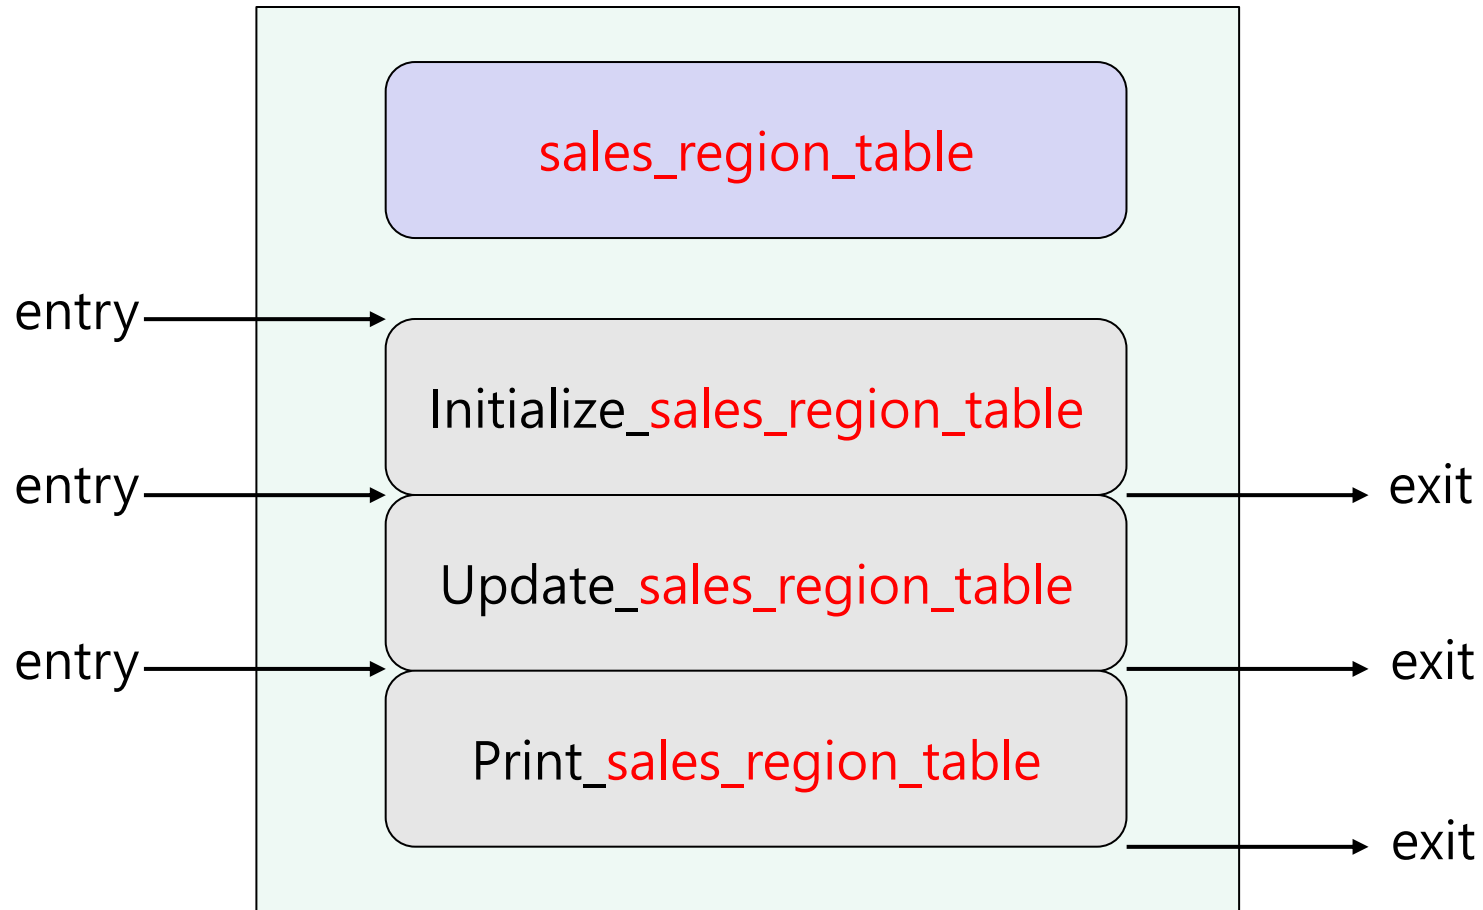 sales_region_table
entry
Initialize_sales_region_table
entry
exit
Update_sales_region_table
entry
exit
Print_sales_region_table
exit